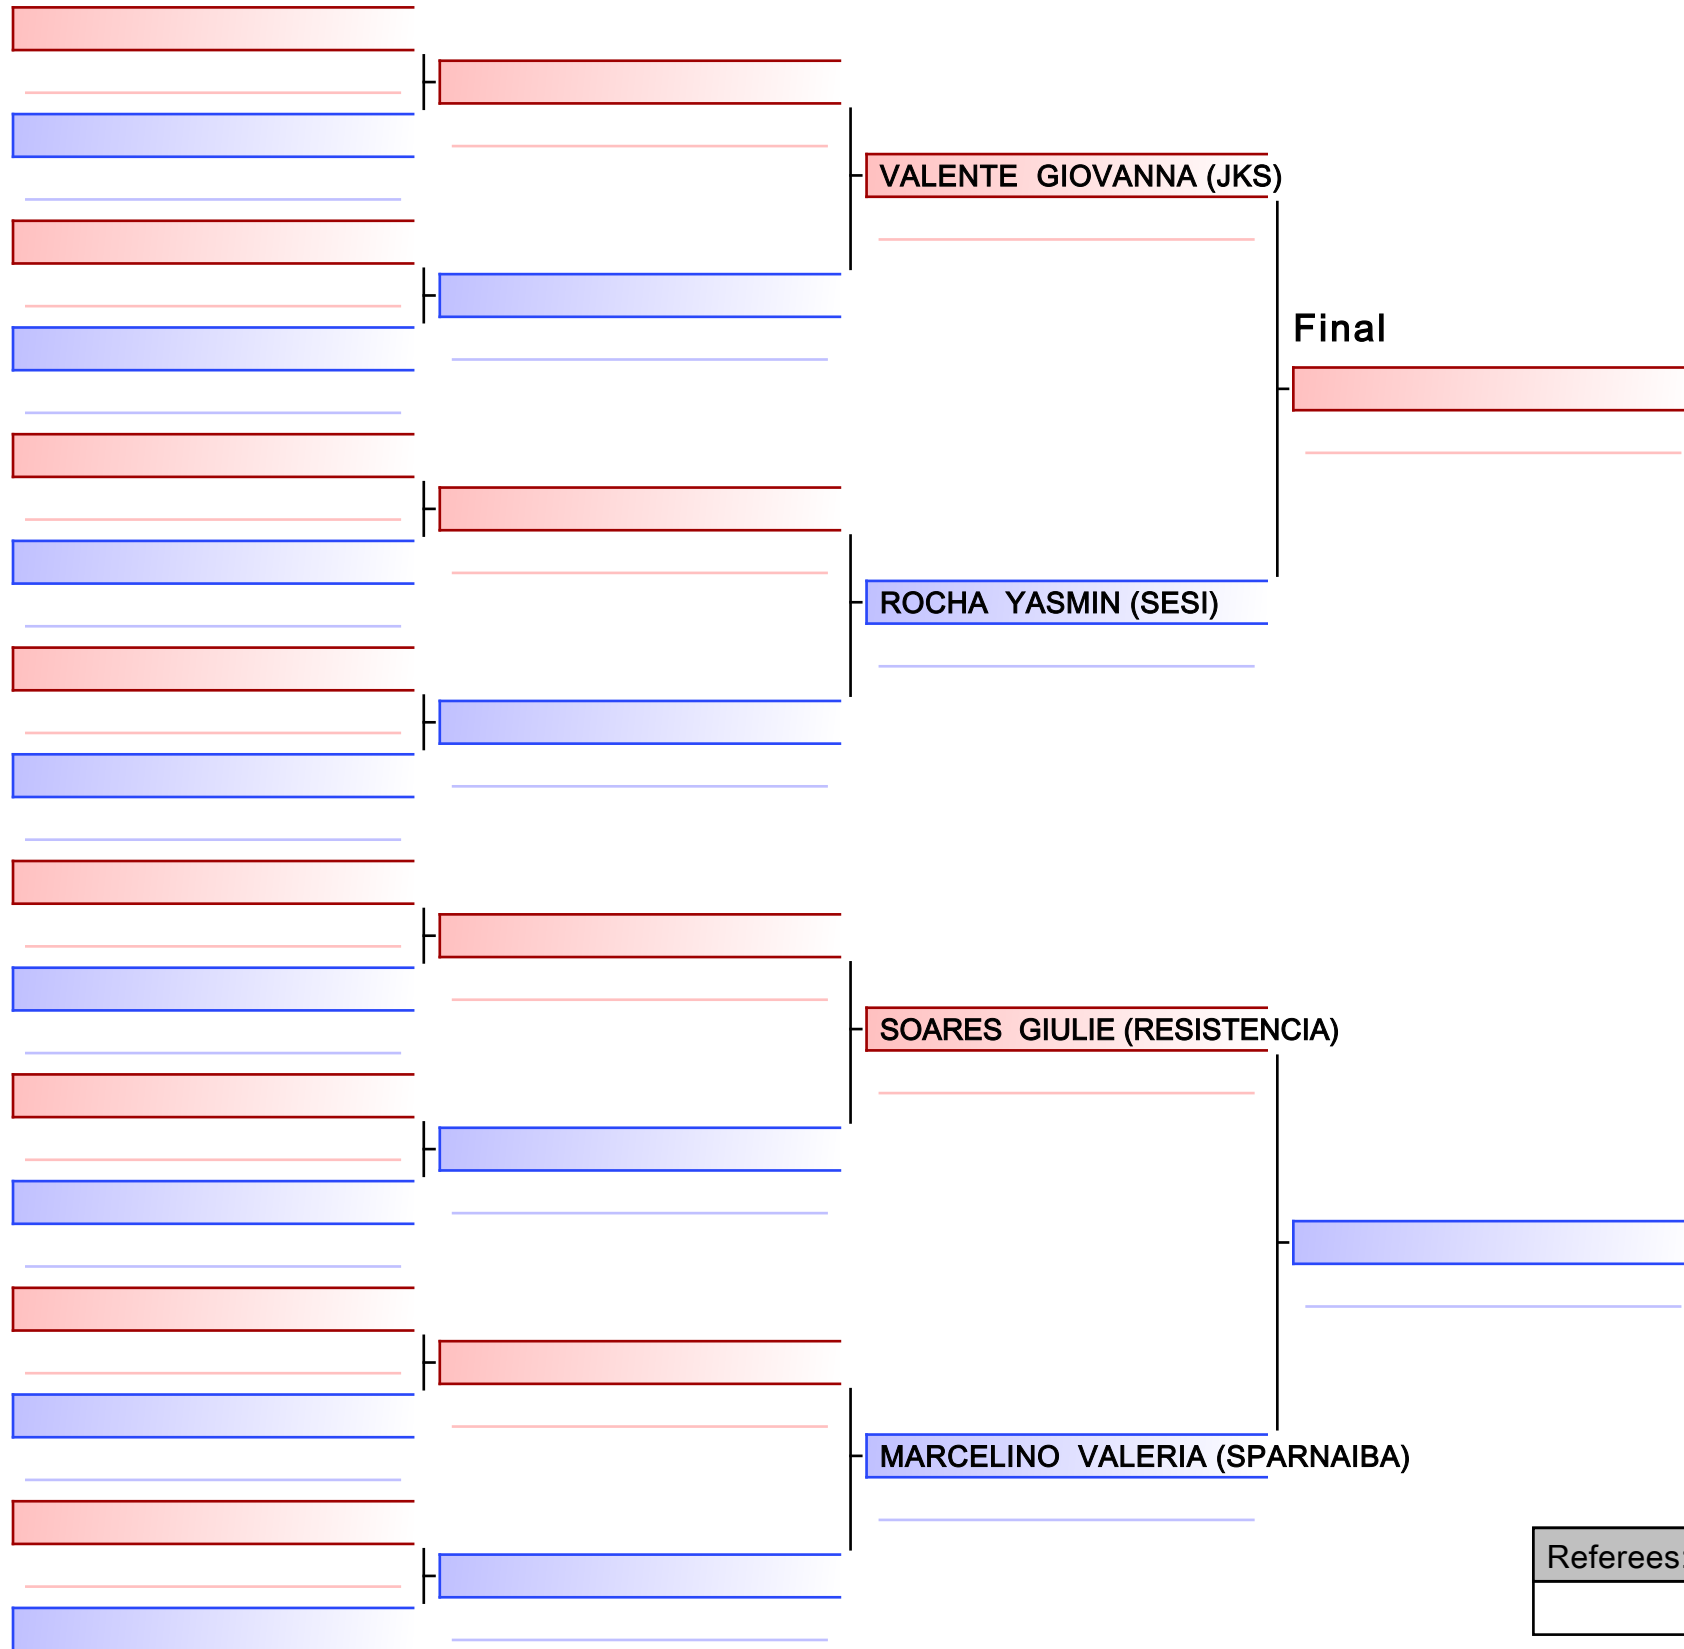 VALENTE  GIOVANNA (JKS)
Final
ROCHA  YASMIN (SESI)
SOARES  GIULIE (RESISTENCIA)
MARCELINO  VALERIA (SPARNAIBA)
Referees: